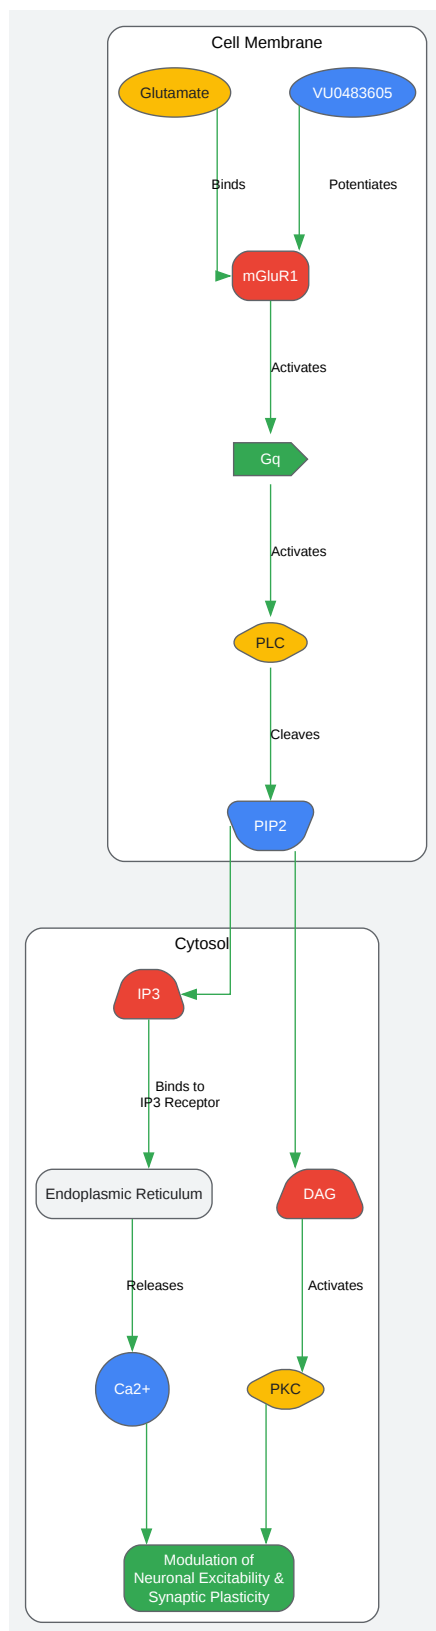 Cell Membrane
Glutamate
VU0483605
Binds
Potentiates
mGluR1
Activates
Gq
Activates
PLC
Cleaves
PIP2
Cytosol
IP3
Binds to
IP3 Receptor
Endoplasmic Reticulum
DAG
Releases
Activates
Ca2+
PKC
Modulation of
Neuronal Excitability &
Synaptic Plasticity